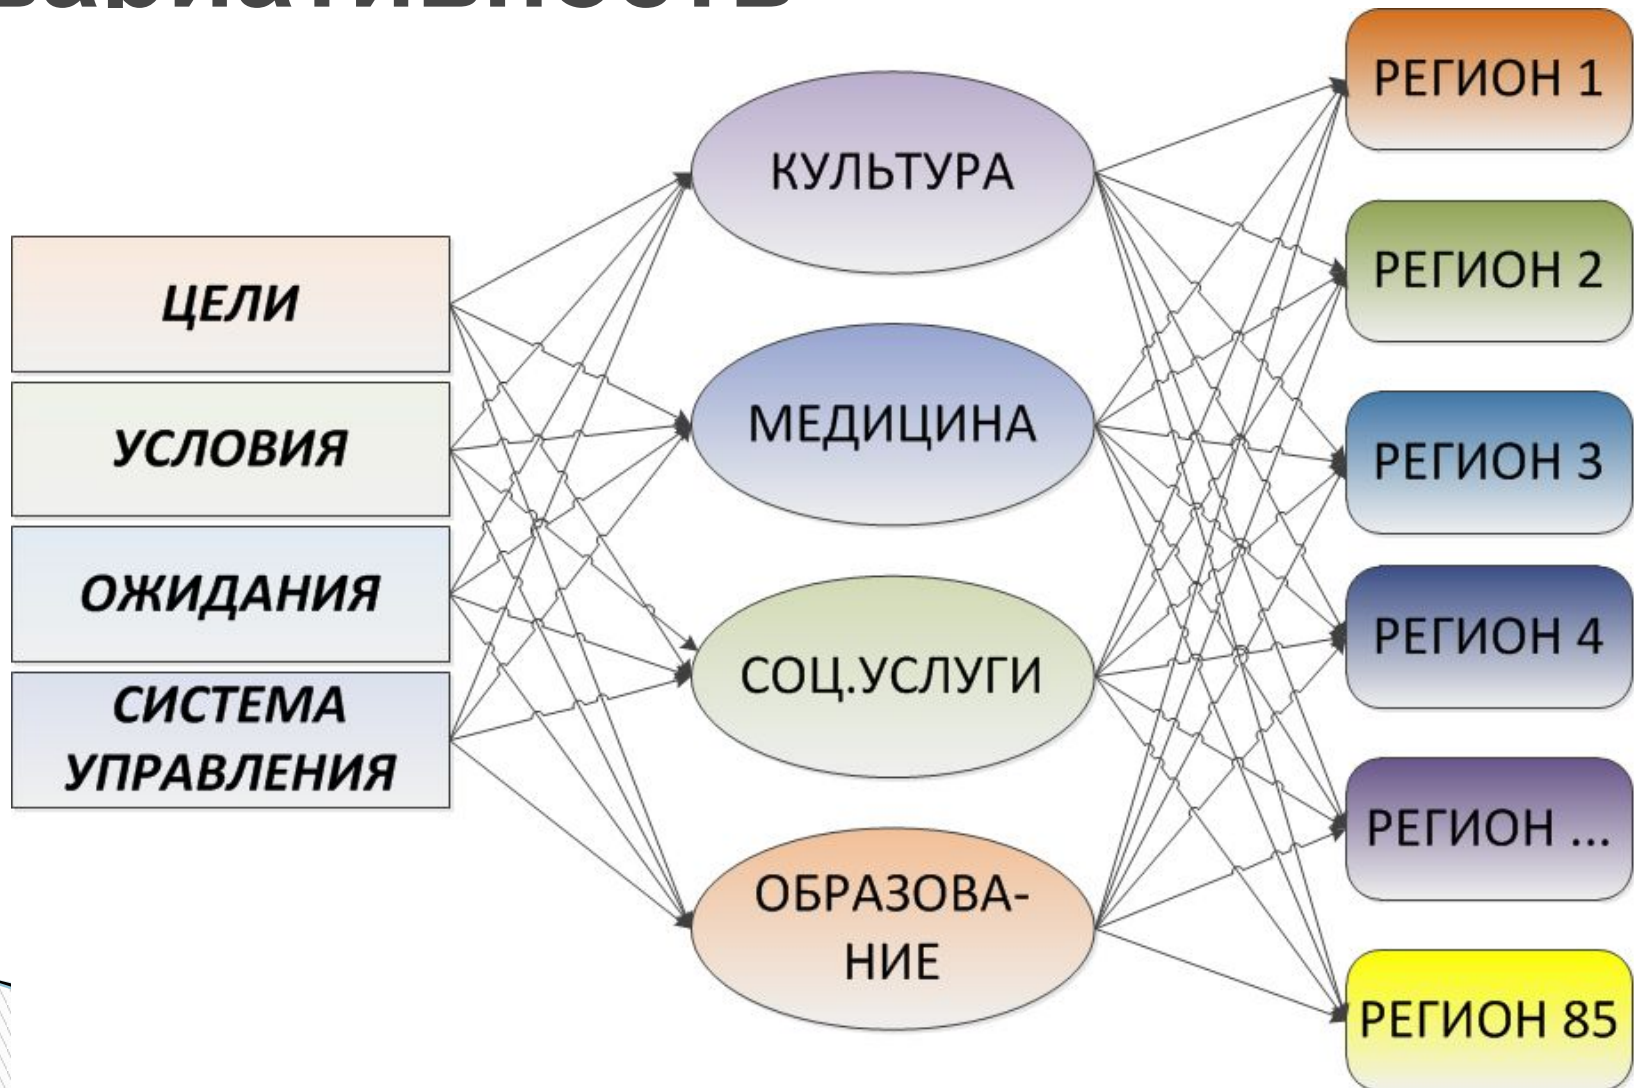 вариативность
ЦЕЛИ
УСЛОВИЯ
ОЖИДАНИЯ
СИСТЕМА
УПРАВЛЕНИЯ
КУЛЬТУРА
МЕДИЦИНА
СОЦ.УСЛУГИ
ОБРАЗОВА-
НИЕ
РЕГИОН 1
РЕГИОН 2
РЕГИОН 3
РЕГИОН 4
РЕГИОН ...
РЕГИОН 85